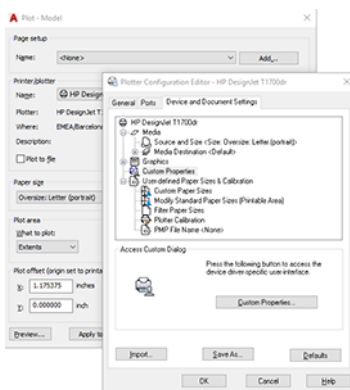 Plot - Model
Page setup
Name:
<None>
Add...
Printer/plotter
Name:
HP Design
Plotter:
HP DesignJet T1
Where:
EMEA/Barcelon
Description:
Plot to file
Paper size
Oversize: Letter (portrait)
Plot area
What to plot:
Extents
Plot offset (origin set to printa
X:
1.175375
inches
Y:
0.000000
inch
Preview...
Apply to
Plotter Configuration Editor - HP DesignJet T1700dr
General
Ports
Device and Document Settings
HP DesignJet T1700dr
Media
Source and Size <Size: Oversize: Letter (portrait)>
Media Destination <Default>
Graphics
Custom Properties
User-defined Paper Sizes & Calibration
Custom Paper Sizes
Modify Standard Paper Sizes (Printable Area)
Filter Paper Sizes
Plotter Calibration
PMP File Name <None>
Access Custom Dialog
Press the following button to access the
device driver-specific user interface.
Custom Properties...
Import...
Save As...
Defaults
OK
Cancel
Help